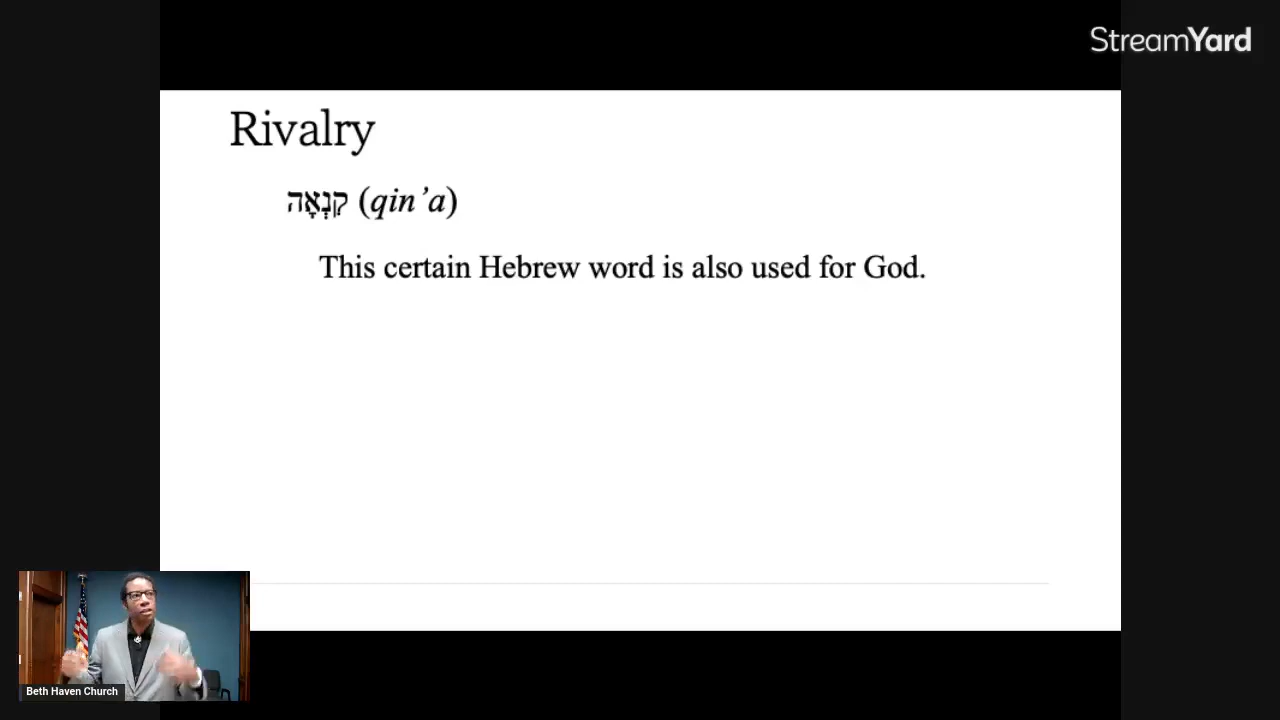 StreamYard
Rivalry
קִנְאָה (qin’a)
This certain Hebrew word is also used for God.
Beth Haven Church